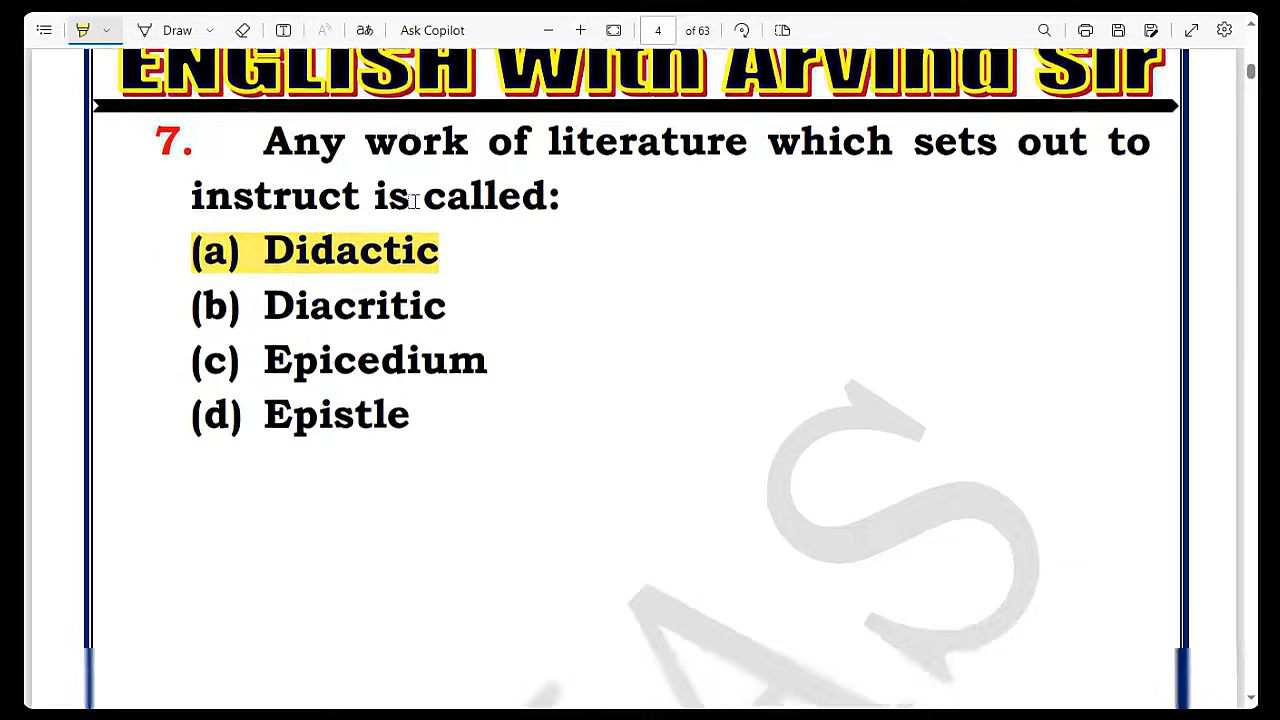 Draw
Ask Copilot
4 of 63
ENGLISH With Arvind Sir
7. Any work of literature which sets out to
instruct is called:
(a) Didactic
(b) Diacritic
(c) Epicedium
(d) Epistle
AS